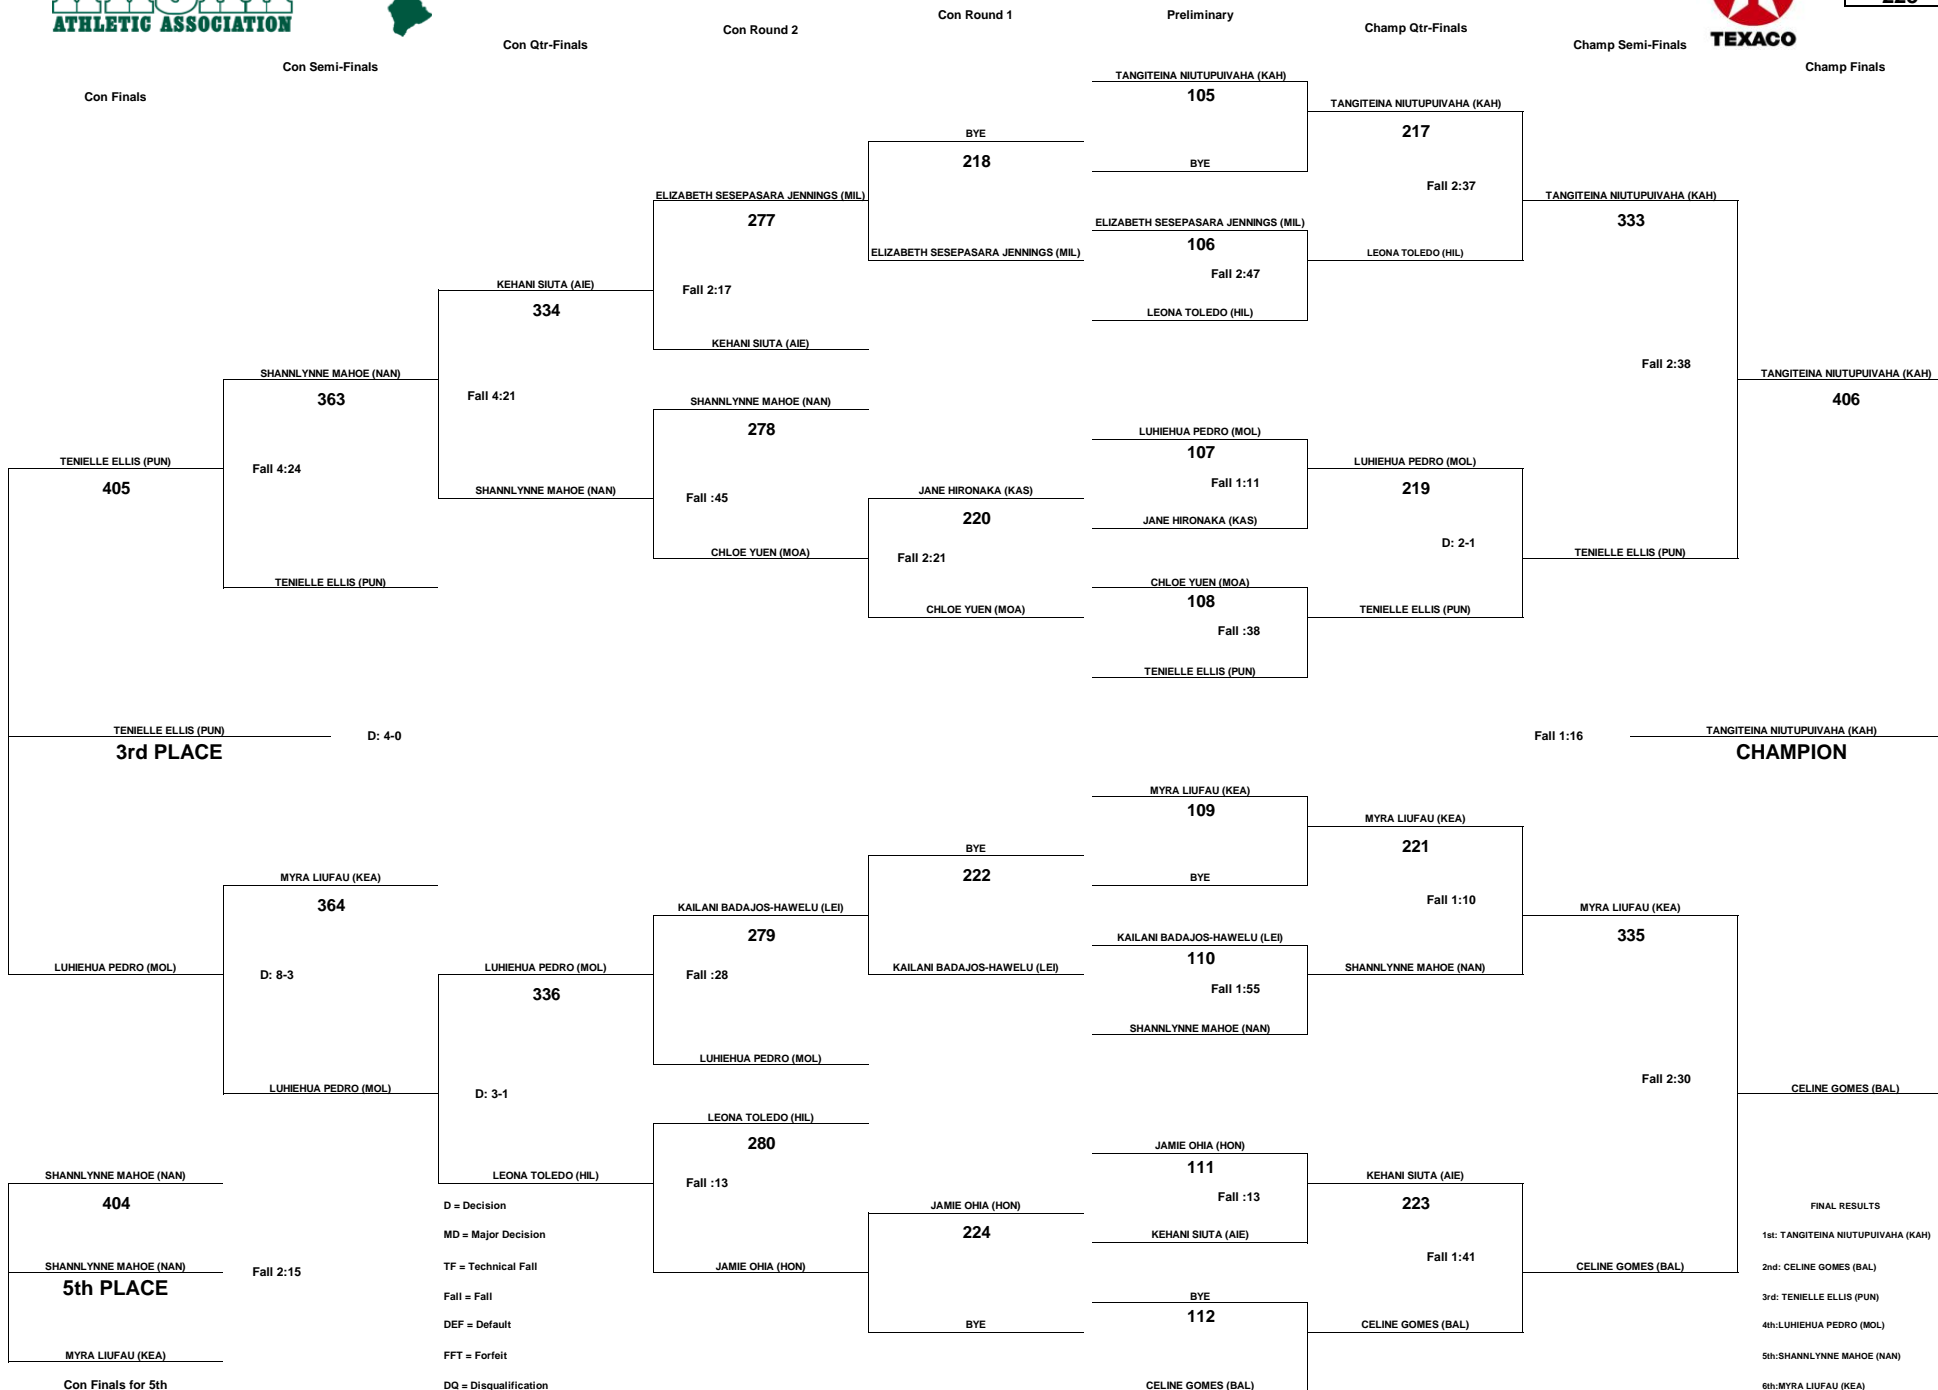 ATHLETIC ASSOCIATION
TEXACO
Con Finals
Con Semi-Finals
Con Qtr-Finals
Con Round 2
Con Round 1
Preliminary
Champ Qtr-Finals
Champ Semi-Finals
Champ Finals
TANGITEINA NIUTUPUIVAHA (KAH)
105
TANGITEINA NIUTUPUIVAHA (KAH)
BYE
217
218
BYE
Fall 2:37
ELIZABETH SESEPASARA JENNINGS (MIL)
TANGITEINA NIUTUPUIVAHA (KAH)
277
ELIZABETH SESEPASARA JENNINGS (MIL)
333
106
ELIZABETH SESEPASARA JENNINGS (MIL)
LEONA TOLEDO (HIL)
Fall 2:47
KEHANI SIUTA (AIE)
Fall 2:17
334
LEONA TOLEDO (HIL)
KEHANI SIUTA (AIE)
Fall 2:38
SHANNLYNNE MAHOE (NAN)
TANGITEINA NIUTUPUIVAHA (KAH)
363
Fall 4:21
SHANNLYNNE MAHOE (NAN)
406
278
LUHIEHUA PEDRO (MOL)
107
TENIELLE ELLIS (PUN)
Fall 4:24
LUHIEHUA PEDRO (MOL)
405
SHANNLYNNE MAHOE (NAN)
Fall :45
JANE HIRONAKA (KAS)
Fall 1:11
219
220
JANE HIRONAKA (KAS)
D: 2-1
CHLOE YUEN (MOA)
Fall 2:21
TENIELLE ELLIS (PUN)
TENIELLE ELLIS (PUN)
CHLOE YUEN (MOA)
108
CHLOE YUEN (MOA)
TENIELLE ELLIS (PUN)
Fall :38
TENIELLE ELLIS (PUN)
TENIELLE ELLIS (PUN)
D: 4-0
Fall 1:16
TANGITEINA NIUTUPUIVAHA (KAH)
3rd PLACE
CHAMPION
MYRA LIUFAU (KEA)
109
MYRA LIUFAU (KEA)
BYE
221
222
MYRA LIUFAU (KEA)
BYE
364
Fall 1:10
KAILANI BADAJOS-HAWELU (LEI)
MYRA LIUFAU (KEA)
279
KAILANI BADAJOS-HAWELU (LEI)
335
110
LUHIEHUA PEDRO (MOL)
D: 8-3
LUHIEHUA PEDRO (MOL)
Fall :28
KAILANI BADAJOS-HAWELU (LEI)
SHANNLYNNE MAHOE (NAN)
336
Fall 1:55
SHANNLYNNE MAHOE (NAN)
LUHIEHUA PEDRO (MOL)
Fall 2:30
LUHIEHUA PEDRO (MOL)
D: 3-1
CELINE GOMES (BAL)
LEONA TOLEDO (HIL)
280
JAMIE OHIA (HON)
111
SHANNLYNNE MAHOE (NAN)
LEONA TOLEDO (HIL)
Fall :13
KEHANI SIUTA (AIE)
404
Fall :13
223
D = Decision
JAMIE OHIA (HON)
FINAL RESULTS
224
MD = Major Decision
KEHANI SIUTA (AIE)
1st: TANGITEINA NIUTUPUIVAHA (KAH)
Fall 1:41
SHANNLYNNE MAHOE (NAN)
Fall 2:15
TF = Technical Fall
JAMIE OHIA (HON)
CELINE GOMES (BAL)
2nd: CELINE GOMES (BAL)
5th PLACE
Fall = Fall
BYE
3rd: TENIELLE ELLIS (PUN)
112
DEF = Default
BYE
CELINE GOMES (BAL)
4th:LUHIEHUA PEDRO (MOL)
MYRA LIUFAU (KEA)
FFT = Forfeit
5th:SHANNLYNNE MAHOE (NAN)
Con Finals for 5th
DQ = Disqualification
CELINE GOMES (BAL)
6th:MYRA LIUFAU (KEA)